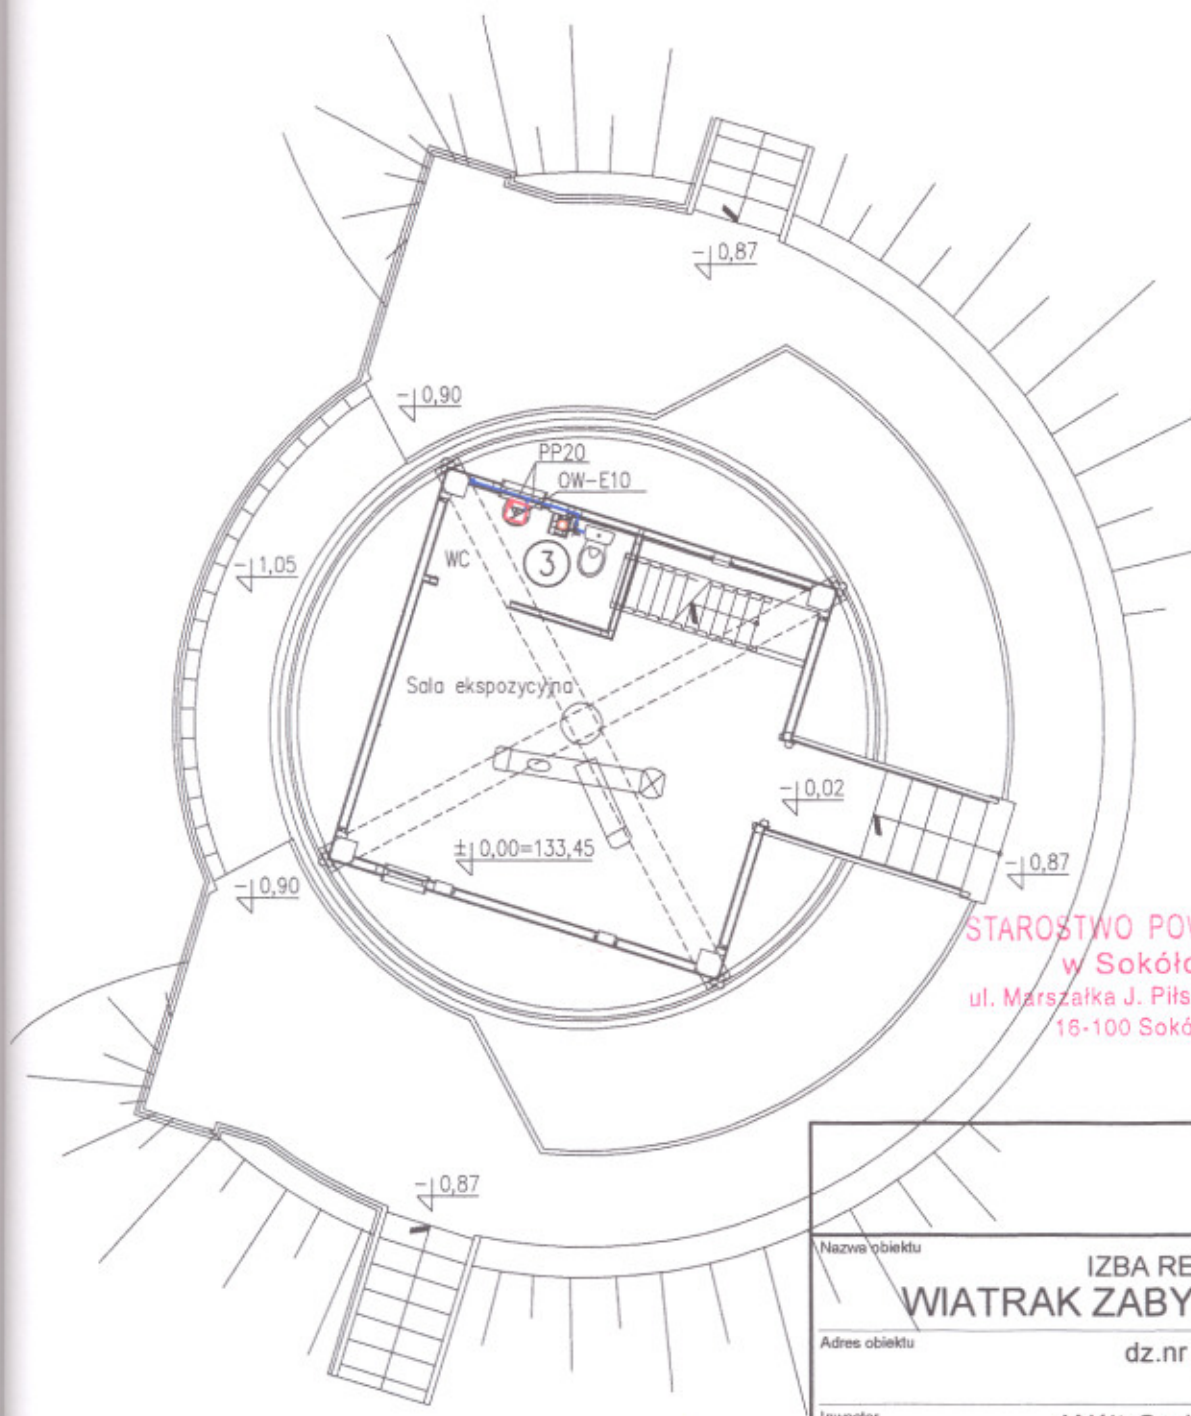 -0,87
-0,90
PP20
OW-E10
WC
3
-1,05
Sala ekspozycyjna
-0,02
±0,00=133,45
-0,87
-0,90
STAROSTWO POW
w Sokół
ul. Marszałka J. Piłs
16-100 Sokó
-0,87
Nazwa obiektu
IZBA RE
WIATRAK ZABY
Adres obiektu
dz.nr